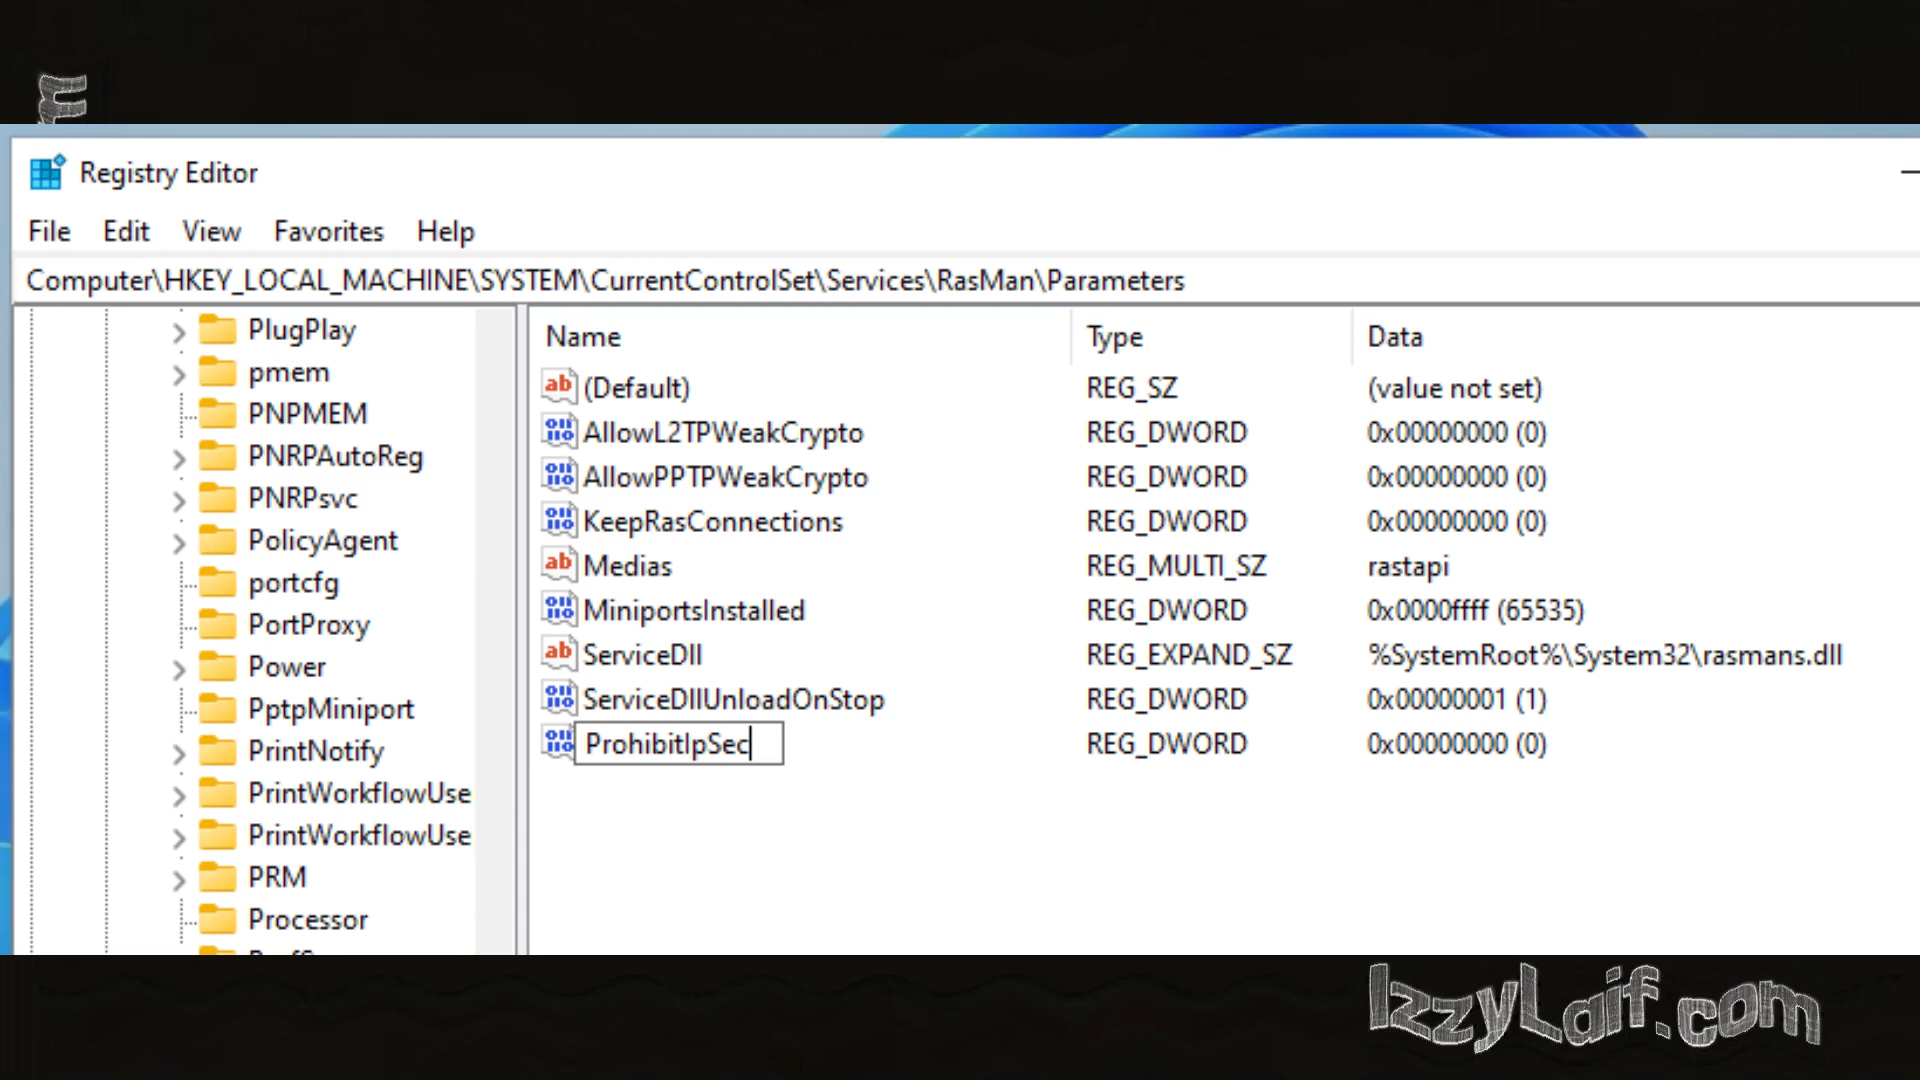 Registry Editor
File Edit View Favorites Help
Computer\HKEY_LOCAL_MACHINE\SYSTEM\CurrentControlSet\Services\RasMan\Parameters
PlugPlay
pmem
PNPMEM
PNRPAutoReg
PNRPsvc
PolicyAgent
portcfg
PortProxy
Power
PptpMiniport
PrintNotify
PrintWorkflowUse
PrintWorkflowUse
PRM
Processor
Name Type Data
(Default) REG_SZ (value not set)
AllowL2TPWeakCrypto REG_DWORD 0x00000000 (0)
AllowPPTPWeakCrypto REG_DWORD 0x00000000 (0)
KeepRasConnections REG_DWORD 0x00000000 (0)
Medias REG_MULTI_SZ rastapi
MiniportsInstalled REG_DWORD 0x0000ffff (65535)
ServiceDll REG_EXPAND_SZ %SystemRoot%\System32\rasmans.dll
ServiceDllUnloadOnStop REG_DWORD 0x00000001 (1)
ProhibitIpSec REG_DWORD 0x00000000 (0)
IzzyLaif.com